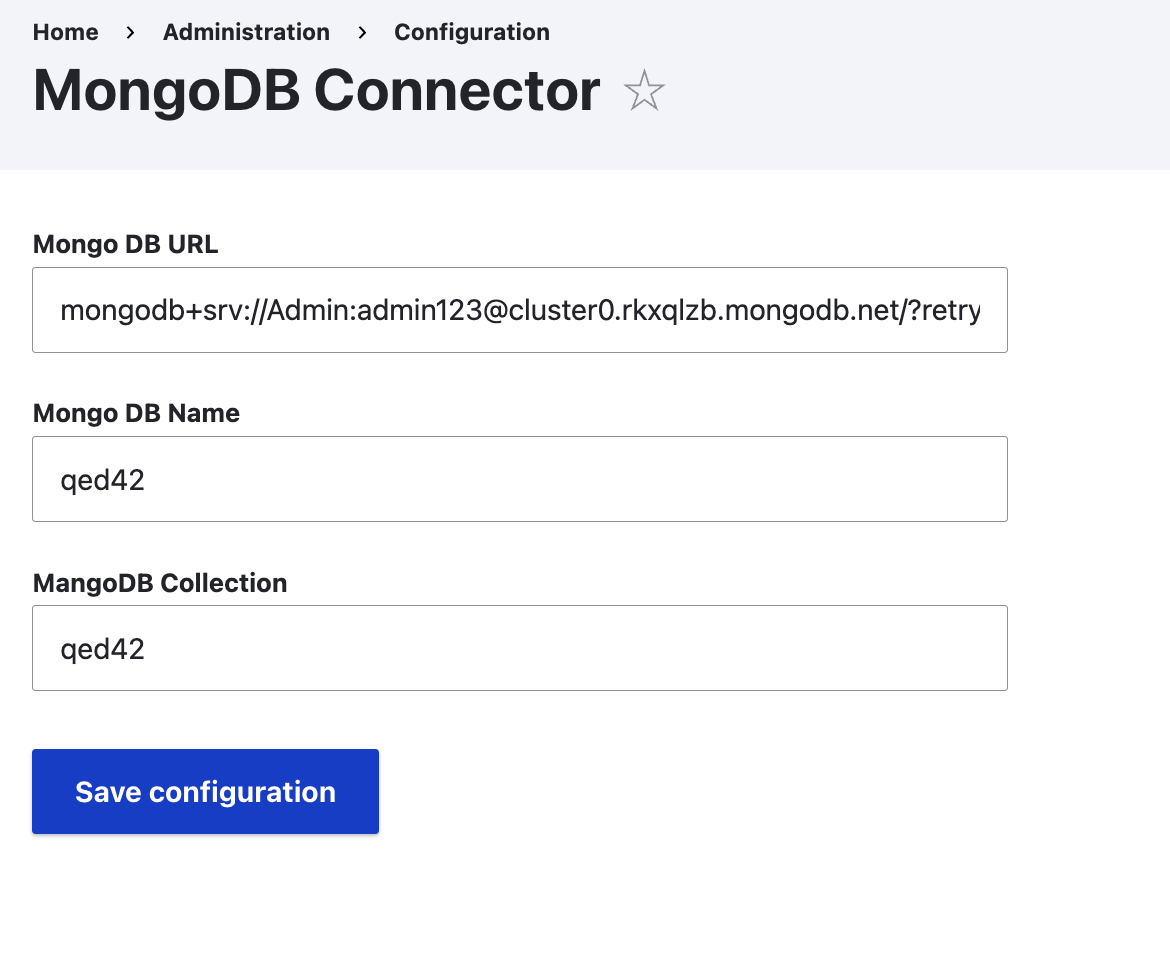 Home > Administration > Configuration
MongoDB Connector
Mongo DB URL
mongodb+srv://Admin:admin123@cluster0.rkxqlzb.mongodb.net/?retry
Mongo DB Name
qed42
MangoDB Collection
qed42
Save configuration